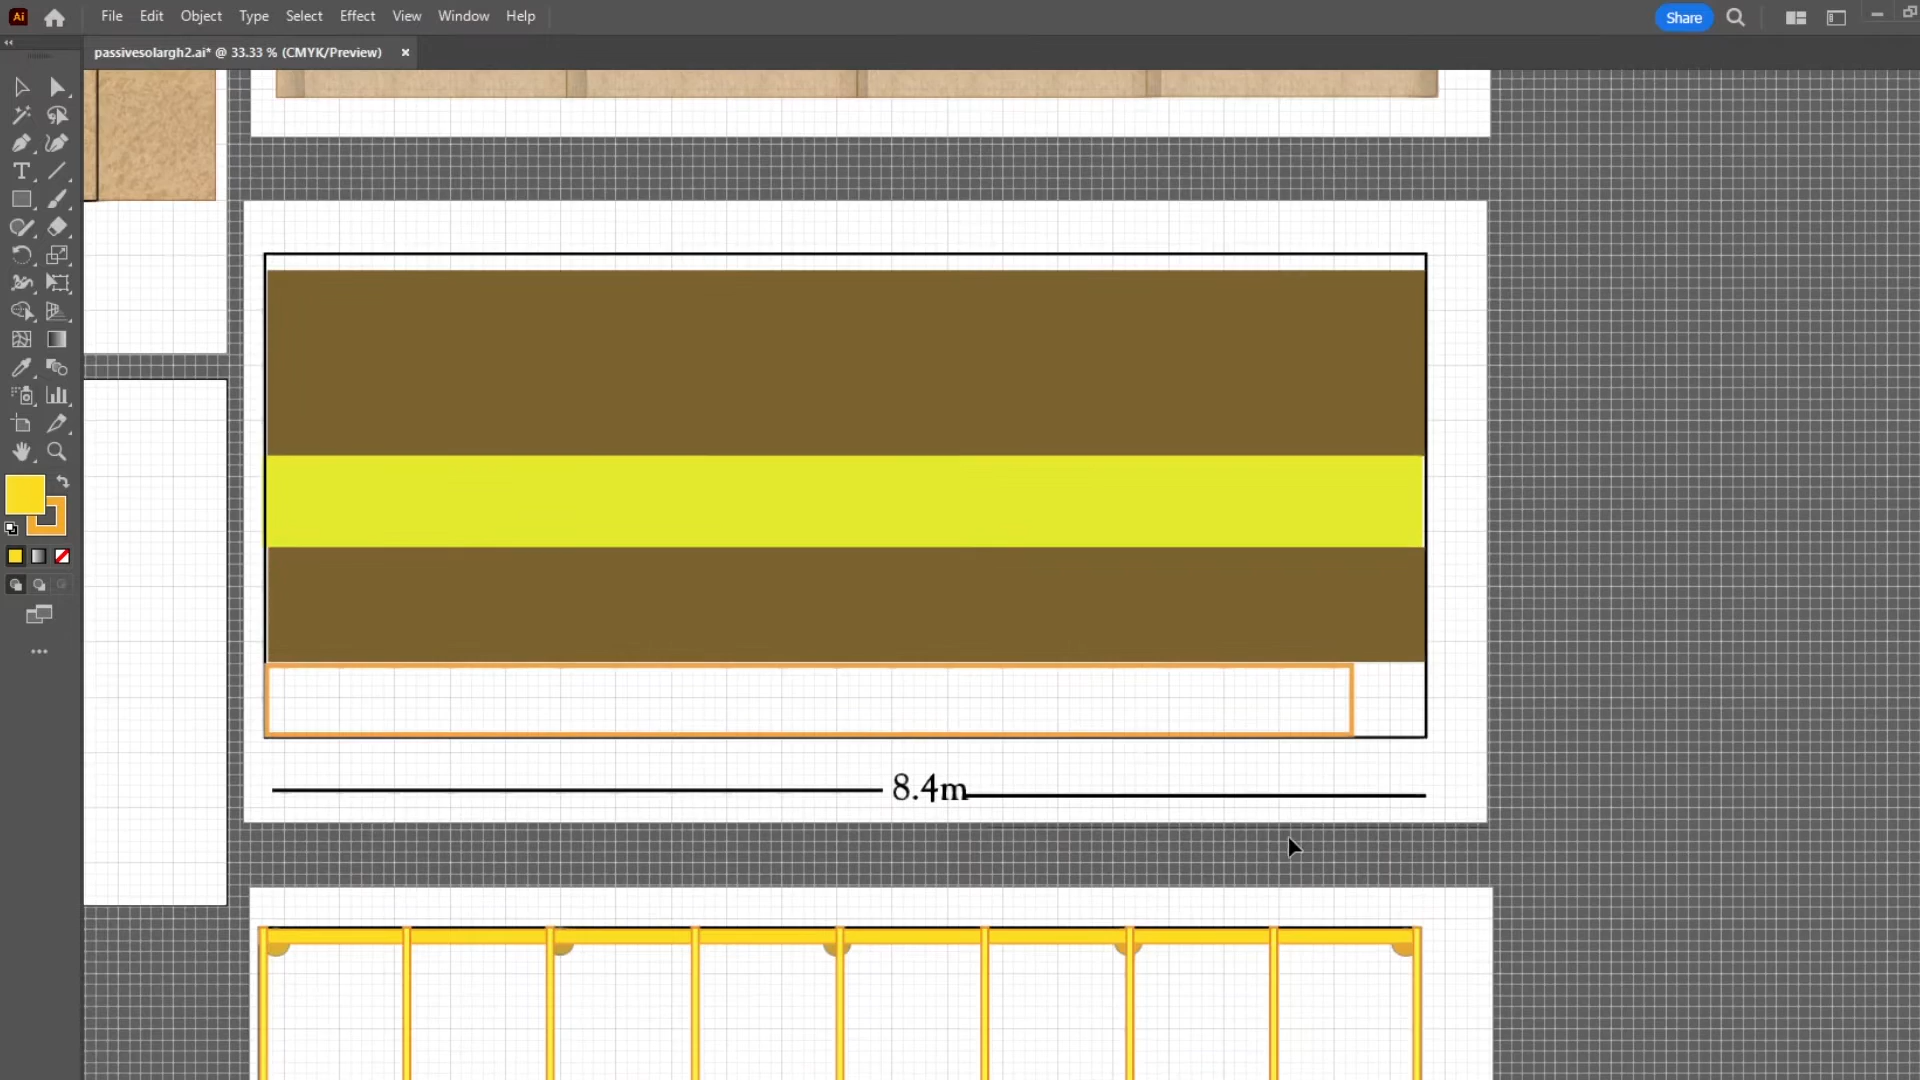 Ai File Edit Object Type Select Effect View Window Help Share
passivesolargh2.ai* @ 33.33 % (CMYK/Preview) ×
T
8.4m